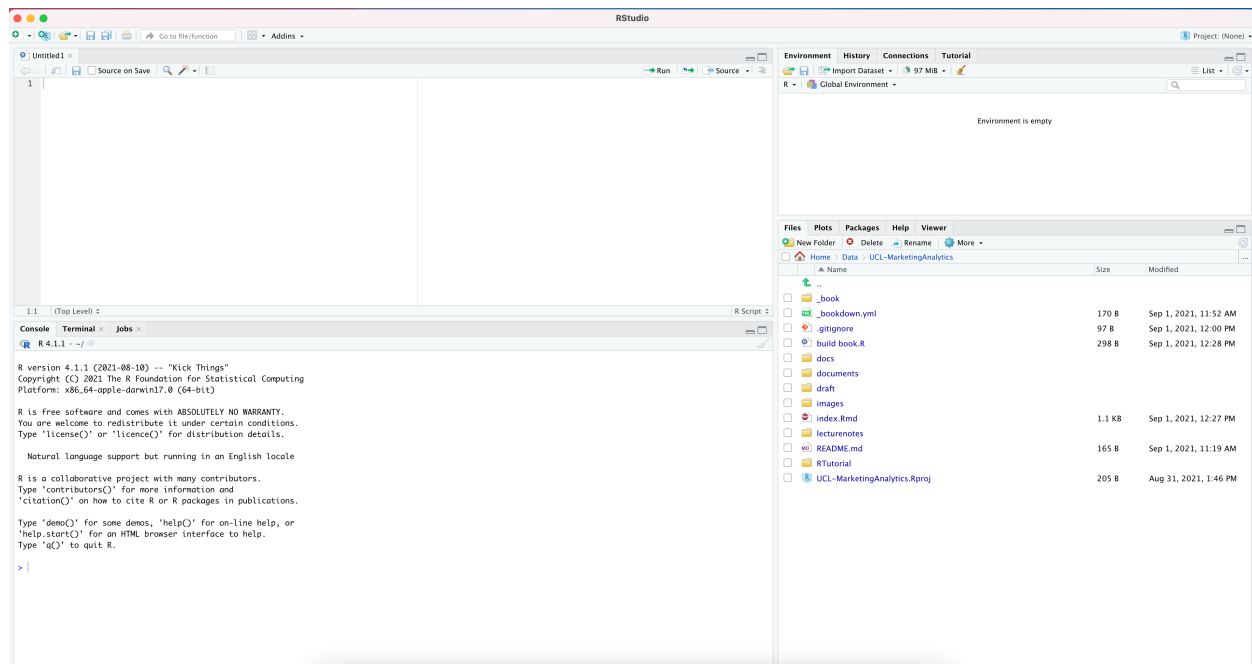 RStudio
Go to file/function Addins Project: (None)
Untitled1
Source on Save Run Source
1
1:1 (Top Level) R Script
Console Terminal Jobs
R 4.1.1 · ~/
R version 4.1.1 (2021-08-10) -- "Kick Things"
Copyright (C) 2021 The R Foundation for Statistical Computing
Platform: x86_64-apple-darwin17.0 (64-bit)
R is free software and comes with ABSOLUTELY NO WARRANTY.
You are welcome to redistribute it under certain conditions.
Type 'license()' or 'licence()' for distribution details.
Natural language support but running in an English locale
R is a collaborative project with many contributors.
Type 'contributors()' for more information and
'citation()' on how to cite R or R packages in publications.
Type 'demo()' for some demos, 'help()' for on-line help, or
'help.start()' for an HTML browser interface to help.
Type 'q()' to quit R.
>
Environment History Connections Tutorial
Import Dataset 97 MiB List
R Global Environment
Environment is empty
Files Plots Packages Help Viewer
New Folder Delete Rename More
Home Data UCL-MarketingAnalytics ...
Name Size Modified
..
_book
_bookdown.yml 170 B Sep 1, 2021, 11:52 AM
.gitignore 97 B Sep 1, 2021, 12:00 PM
build book.R 298 B Sep 1, 2021, 12:28 PM
docs
documents
draft
images
index.Rmd 1.1 KB Sep 1, 2021, 12:27 PM
lecturenotes
README.md 165 B Sep 1, 2021, 11:19 AM
RTutorial
UCL-MarketingAnalytics.Rproj 205 B Aug 31, 2021, 1:46 PM